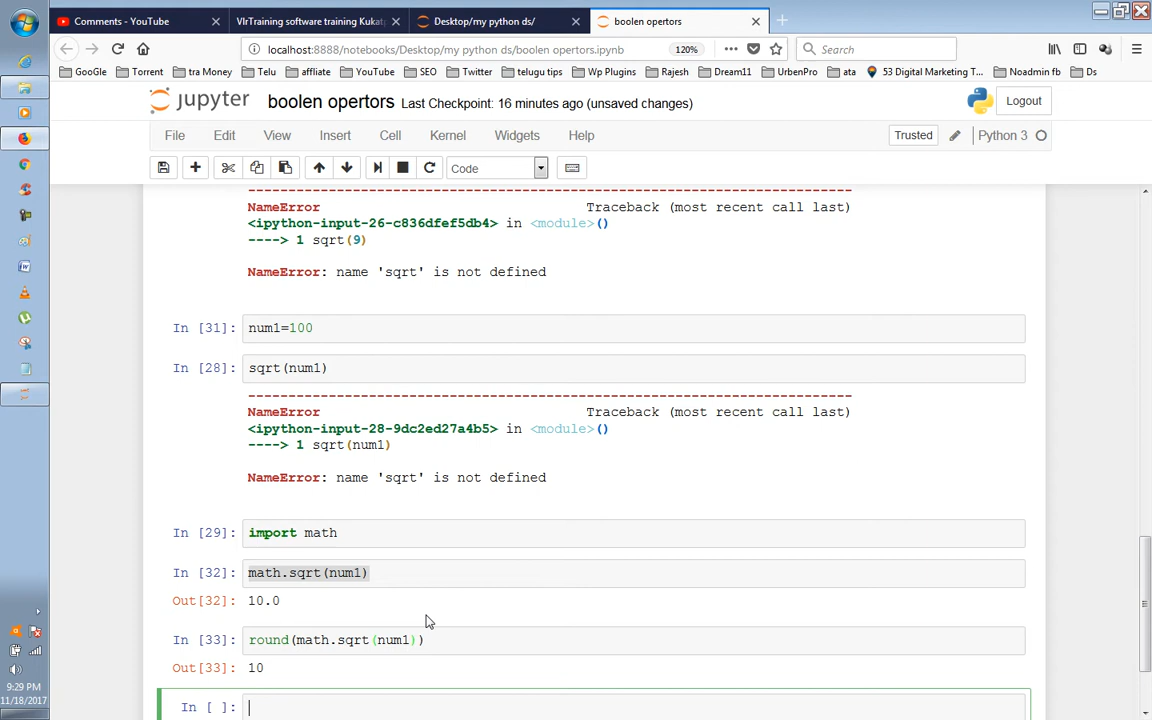 Comments - YouTube
VlrTraining software training Kukatp
Desktop/my python ds/
boolen opertors
localhost:8888/notebooks/Desktop/my python ds/boolen opertors.ipynb
120%
Search
GooGle
Torrent
tra Money
Telu
affliate
YouTube
SEO
Twitter
telugu tips
Wp Plugins
Rajesh
Dream11
UrbenPro
ata
53 Digital Marketing T...
Noadmin fb
Ds
jupyter
boolen opertors
Last Checkpoint: 16 minutes ago (unsaved changes)
Logout
File
Edit
View
Insert
Cell
Kernel
Widgets
Help
Trusted
Python 3
Code
NameError Traceback (most recent call last)
<ipython-input-26-c836dfef5db4> in <module>()
----> 1 sqrt(9)
NameError: name 'sqrt' is not defined
In [31]: num1=100
In [28]: sqrt(num1)
NameError Traceback (most recent call last)
<ipython-input-28-9dc2ed27a4b5> in <module>()
----> 1 sqrt(num1)
NameError: name 'sqrt' is not defined
In [29]: import math
In [32]: math.sqrt(num1)
Out[32]: 10.0
In [33]: round(math.sqrt(num1))
Out[33]: 10
In [ ]:
9:29 PM
11/18/2017